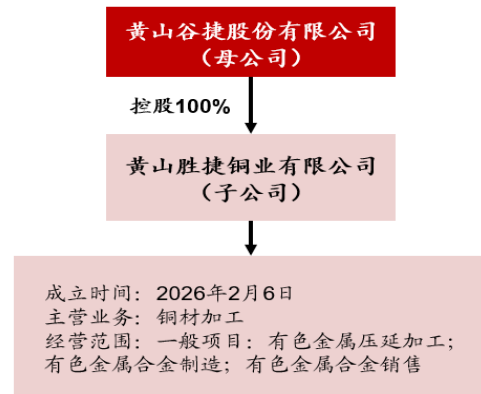 黄山谷捷股份有限公司
（母公司）
控股100%
黄山胜捷铜业有限公司
（子公司）
成立时间：2026年2月6日
主营业务：铜材加工
经营范围：一般项目：有色金属压延加工；
有色金属合金制造；有色金属合金销售